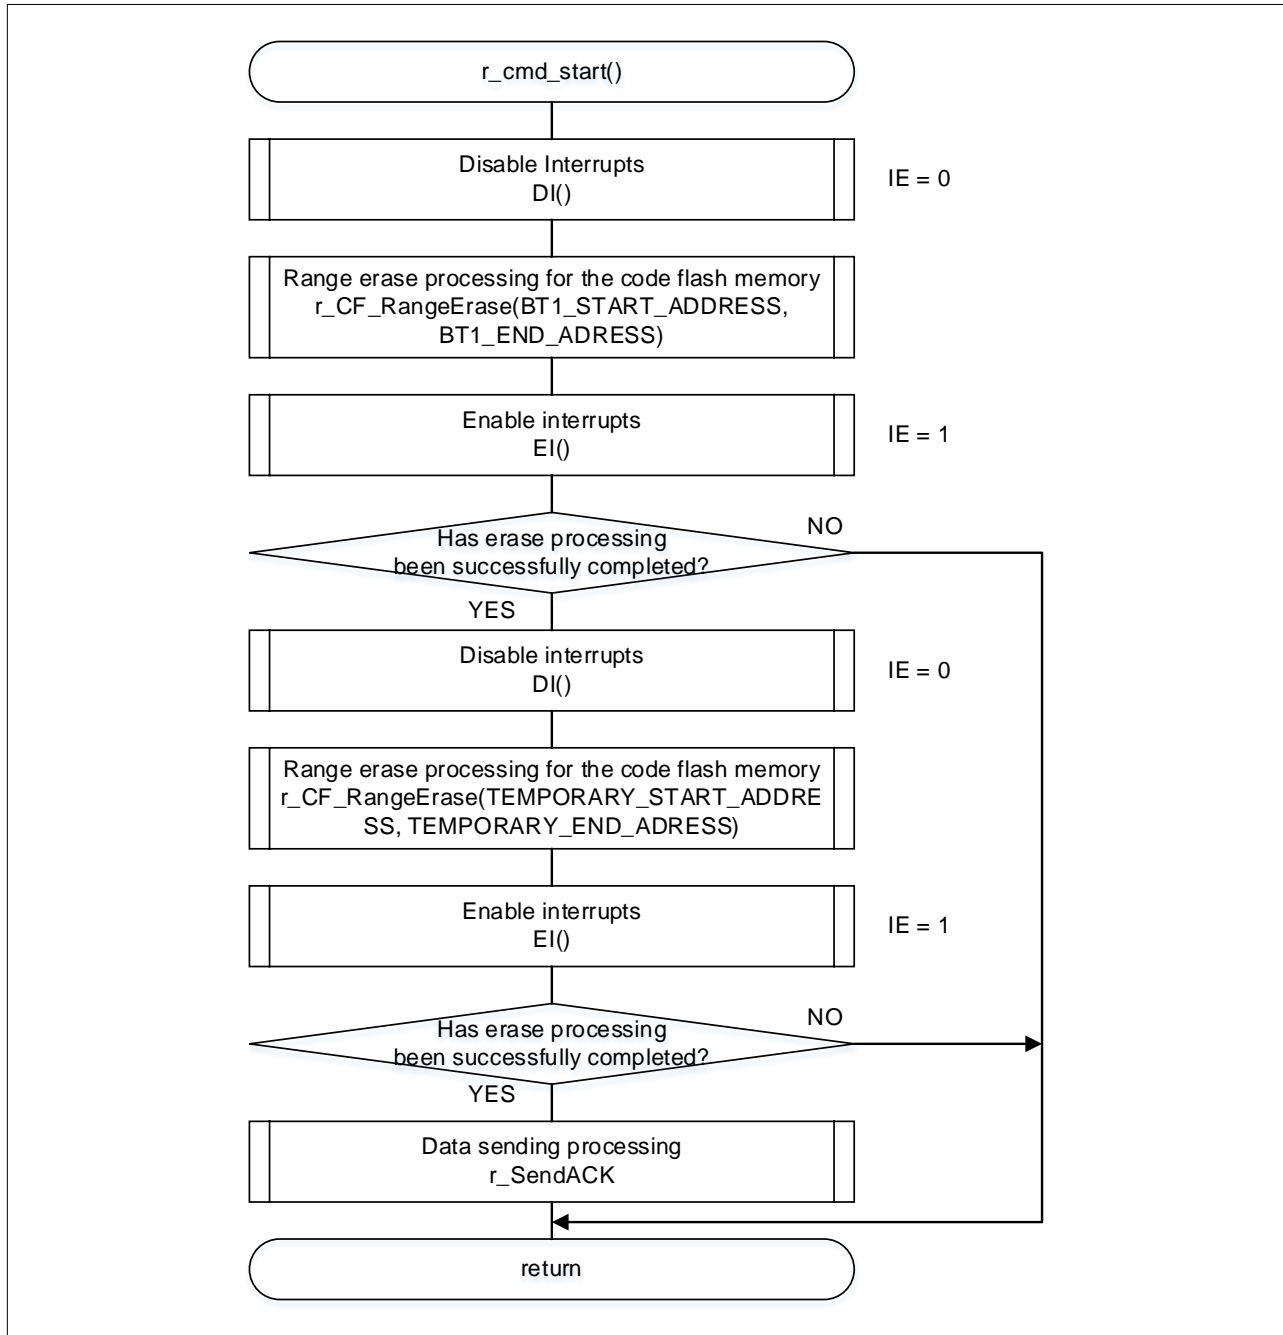 r_cmd_start()
Disable Interrupts
DI()
IE = 0
Range erase processing for the code flash memory
r_CF_RangeErase(BT1_START_ADDRESS,
BT1_END_ADRESS)
Enable interrupts
EI()
IE = 1
NO
Has erase processing
been successfully completed?
YES
Disable interrupts
DI()
IE = 0
Range erase processing for the code flash memory
r_CF_RangeErase(TEMPORARY_START_ADDRE
SS, TEMPORARY_END_ADRESS)
Enable interrupts
EI()
IE = 1
NO
Has erase processing
been successfully completed?
YES
Data sending processing
r_SendACK
return